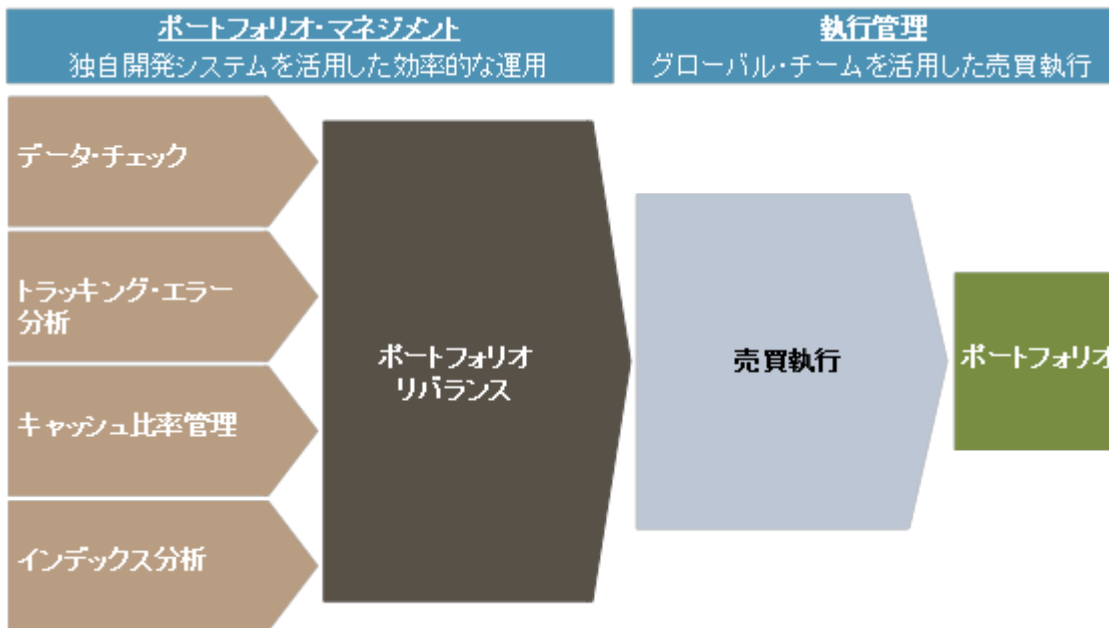 ポートフォリオ・マネジメント
独自開発システムを活用した効率的な運用
執行管理
グローバル・チームを活用した売買執行
データ・チェック
トラッキング・エラー
分析
キャッシュ比率管理
インデックス分析
ポートフォリオ
リバランス
売買執行
ポートフォリオ